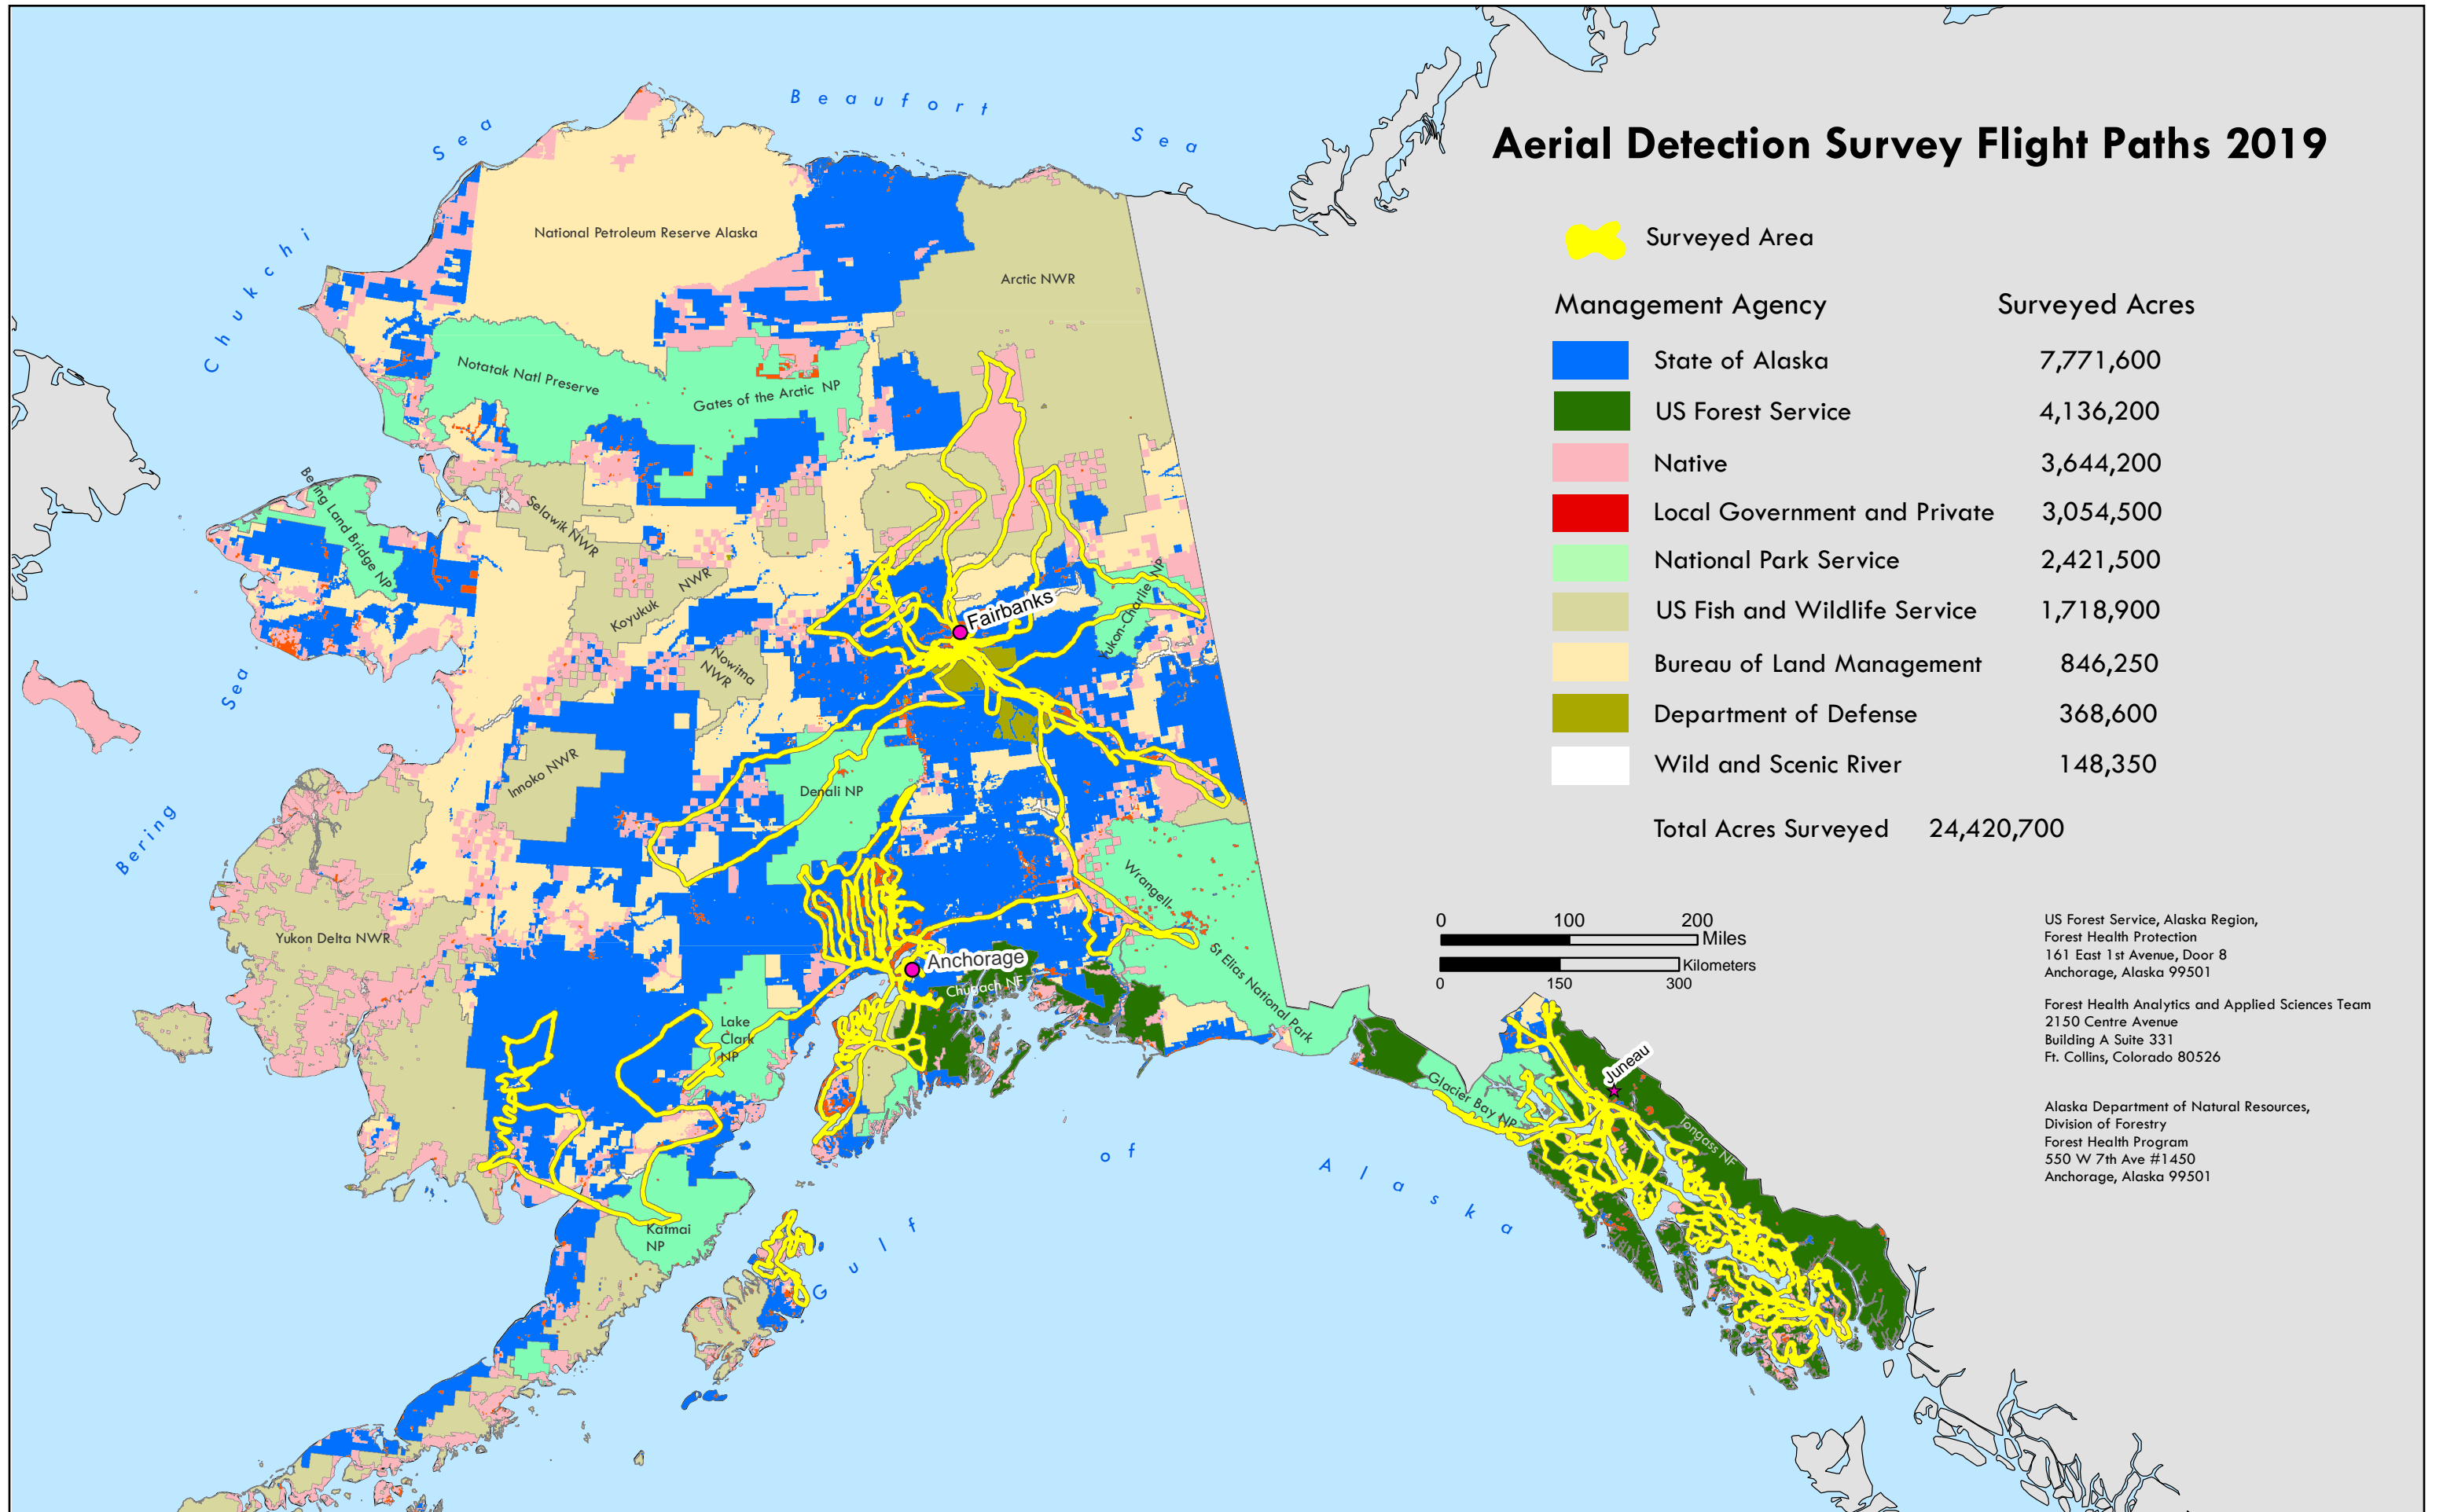 Aerial Detection Survey Flight Paths 2019
Surveyed Area
Management Agency Surveyed Acres
State of Alaska 7,771,600
US Forest Service 4,136,200
Native 3,644,200
Local Government and Private 3,054,500
National Park Service 2,421,500
US Fish and Wildlife Service 1,718,900
Bureau of Land Management 846,250
Department of Defense 368,600
Wild and Scenic River 148,350
Total Acres Surveyed 24,420,700
0 100 200
Miles
Kilometers
0 150 300
US Forest Service, Alaska Region,
Forest Health Protection
161 East 1st Avenue, Door 8
Anchorage, Alaska 99501
Forest Health Analytics and Applied Sciences Team
2150 Centre Avenue
Building A Suite 331
Ft. Collins, Colorado 80526
Alaska Department of Natural Resources,
Division of Forestry
Forest Health Program
550 W 7th Ave #1450
Anchorage, Alaska 99501
Beaufort Sea
Chukchi Sea
Bering Sea
Gulf of Alaska
National Petroleum Reserve Alaska
Arctic NWR
Notatak Natl Preserve
Gates of the Arctic NP
Bering Land Bridge NP
Selawik NWR
Koyukuk NWR
Nowitna
NWR
Fairbanks
Yukon-Charlie NP
Innoko NWR
Denali NP
Yukon Delta NWR
Wrangell-
St Elias National Park
Anchorage
Chugach NF
Lake
Clark
NP
Katmai
NP
Glacier Bay NP
Juneau
Tongass NF